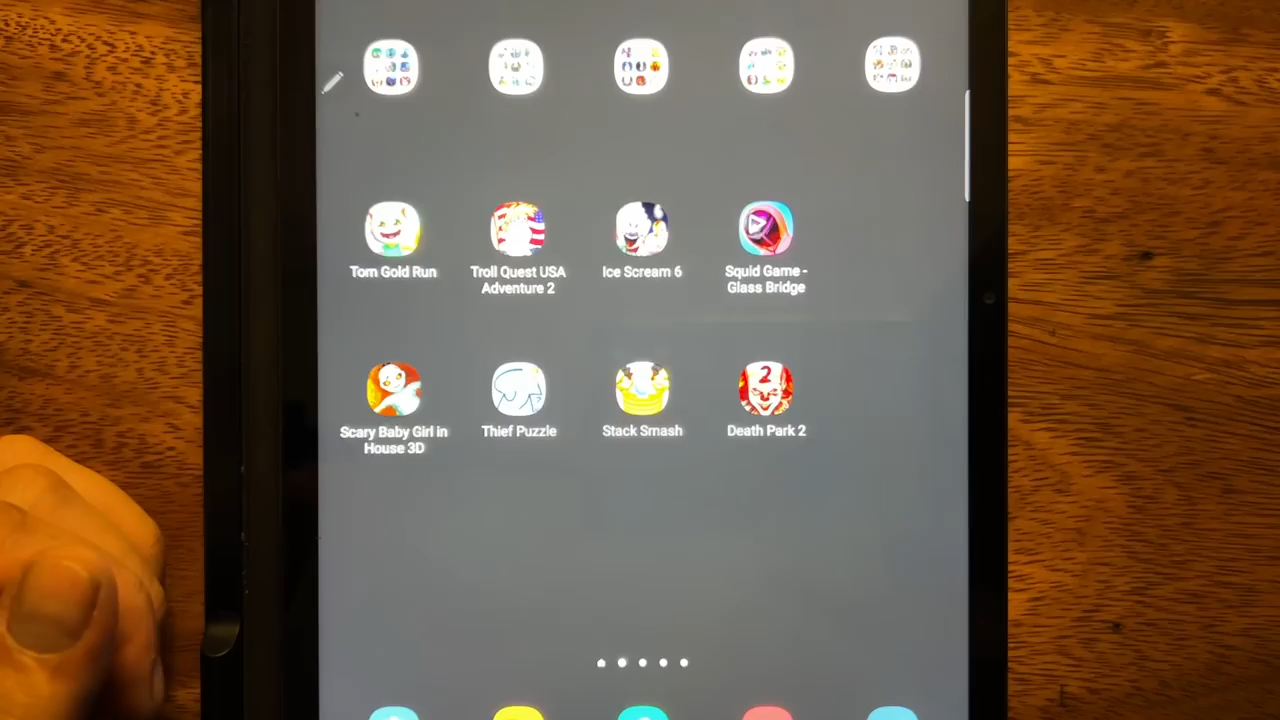 Tom Gold Run
Troll Quest USA
Adventure 2
Ice Scream 6
Squid Game -
Glass Bridge
Scary Baby Girl in
House 3D
Thief Puzzle
Stack Smash
2
Death Park 2